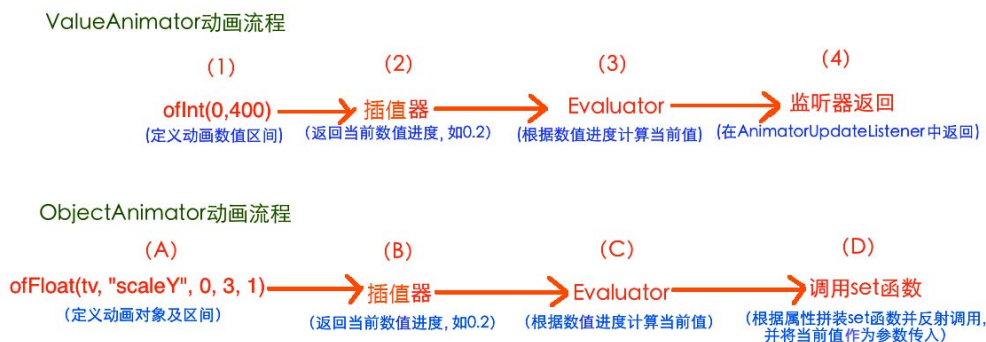 ValueAnimator动画流程
(1)
(2)
(3)
(4)
ofInt(0,400)
插值器
Evaluator
监听器返回
(定义动画数值区间)
(返回当前数值进度, 如0.2)
(根据数值进度计算当前值)
(在AnimatorUpdateListener中返回)
ObjectAnimator动画流程
(A)
(B)
(C)
(D)
ofFloat(tv, "scaleY", 0, 3, 1)
插值器
Evaluator
调用set函数
(定义动画对象及区间)
(返回当前数值进度, 如0.2)
(根据数值进度计算当前值)
(根据属性拼装set函数并反射调用,
并将当前值作为参数传入)